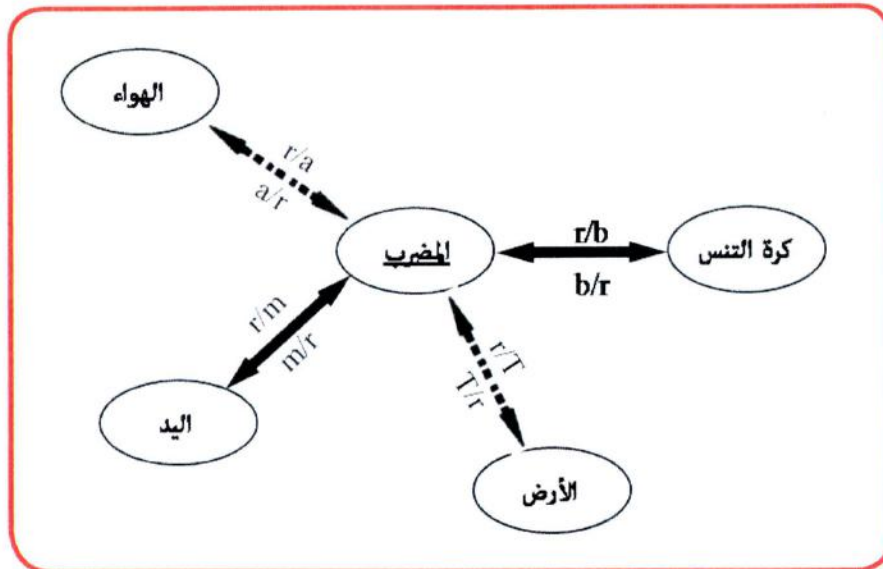 الهواء
r/a
a/r
المضرب
r/b
b/r
كرة التنس
r/m
m/r
اليد
r/T
T/r
الأرض